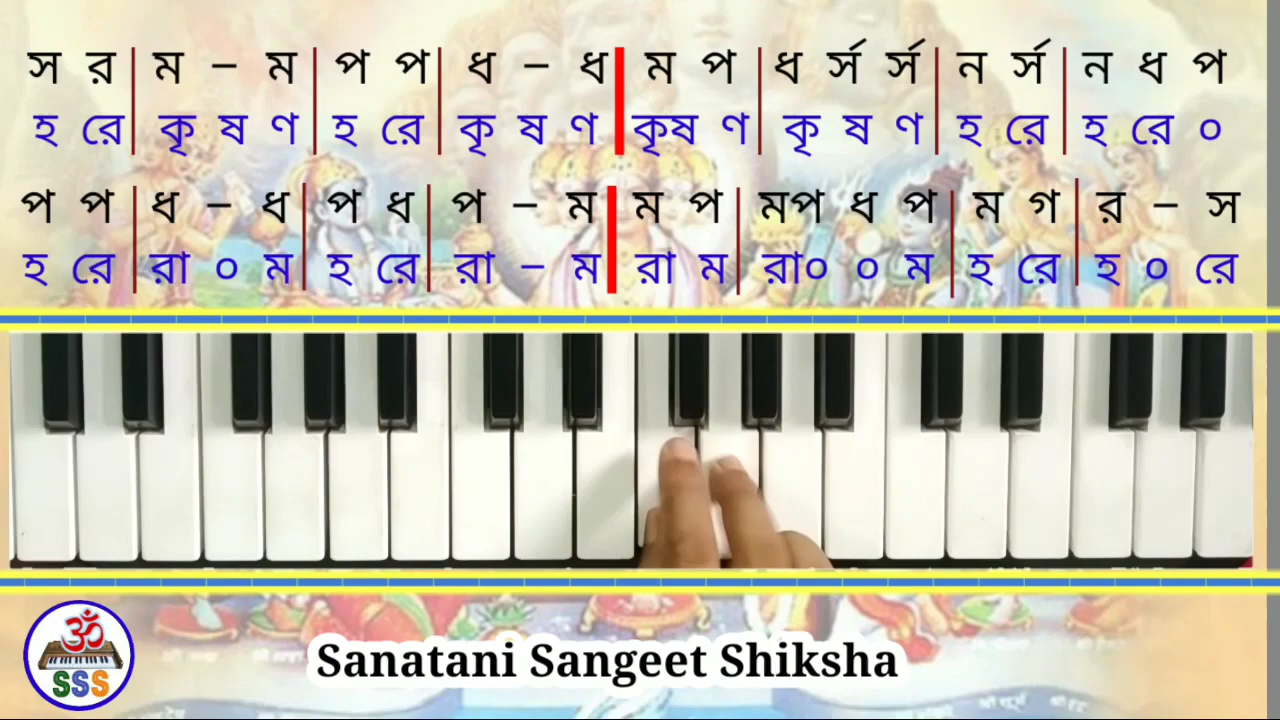 স র | ম – ম | প প | ধ – ধ | ম প | ধ র্স র্স | ন র্স | ন ধ প
হ রে | কৃ ষ ণ | হ রে | কৃ ষ ণ | কৃষ ণ | কৃ ষ ণ | হ রে | হ রে ০
প প | ধ – ধ | প ধ | প – ম | ম প | মপ ধ প | ম গ | র – স
হ রে | রা ০ ম | হ রে | রা – ম | রা ম | রা০ ০ ম | হ রে | হ ০ রে
ॐ
SSS
Sanatani Sangeet Shiksha